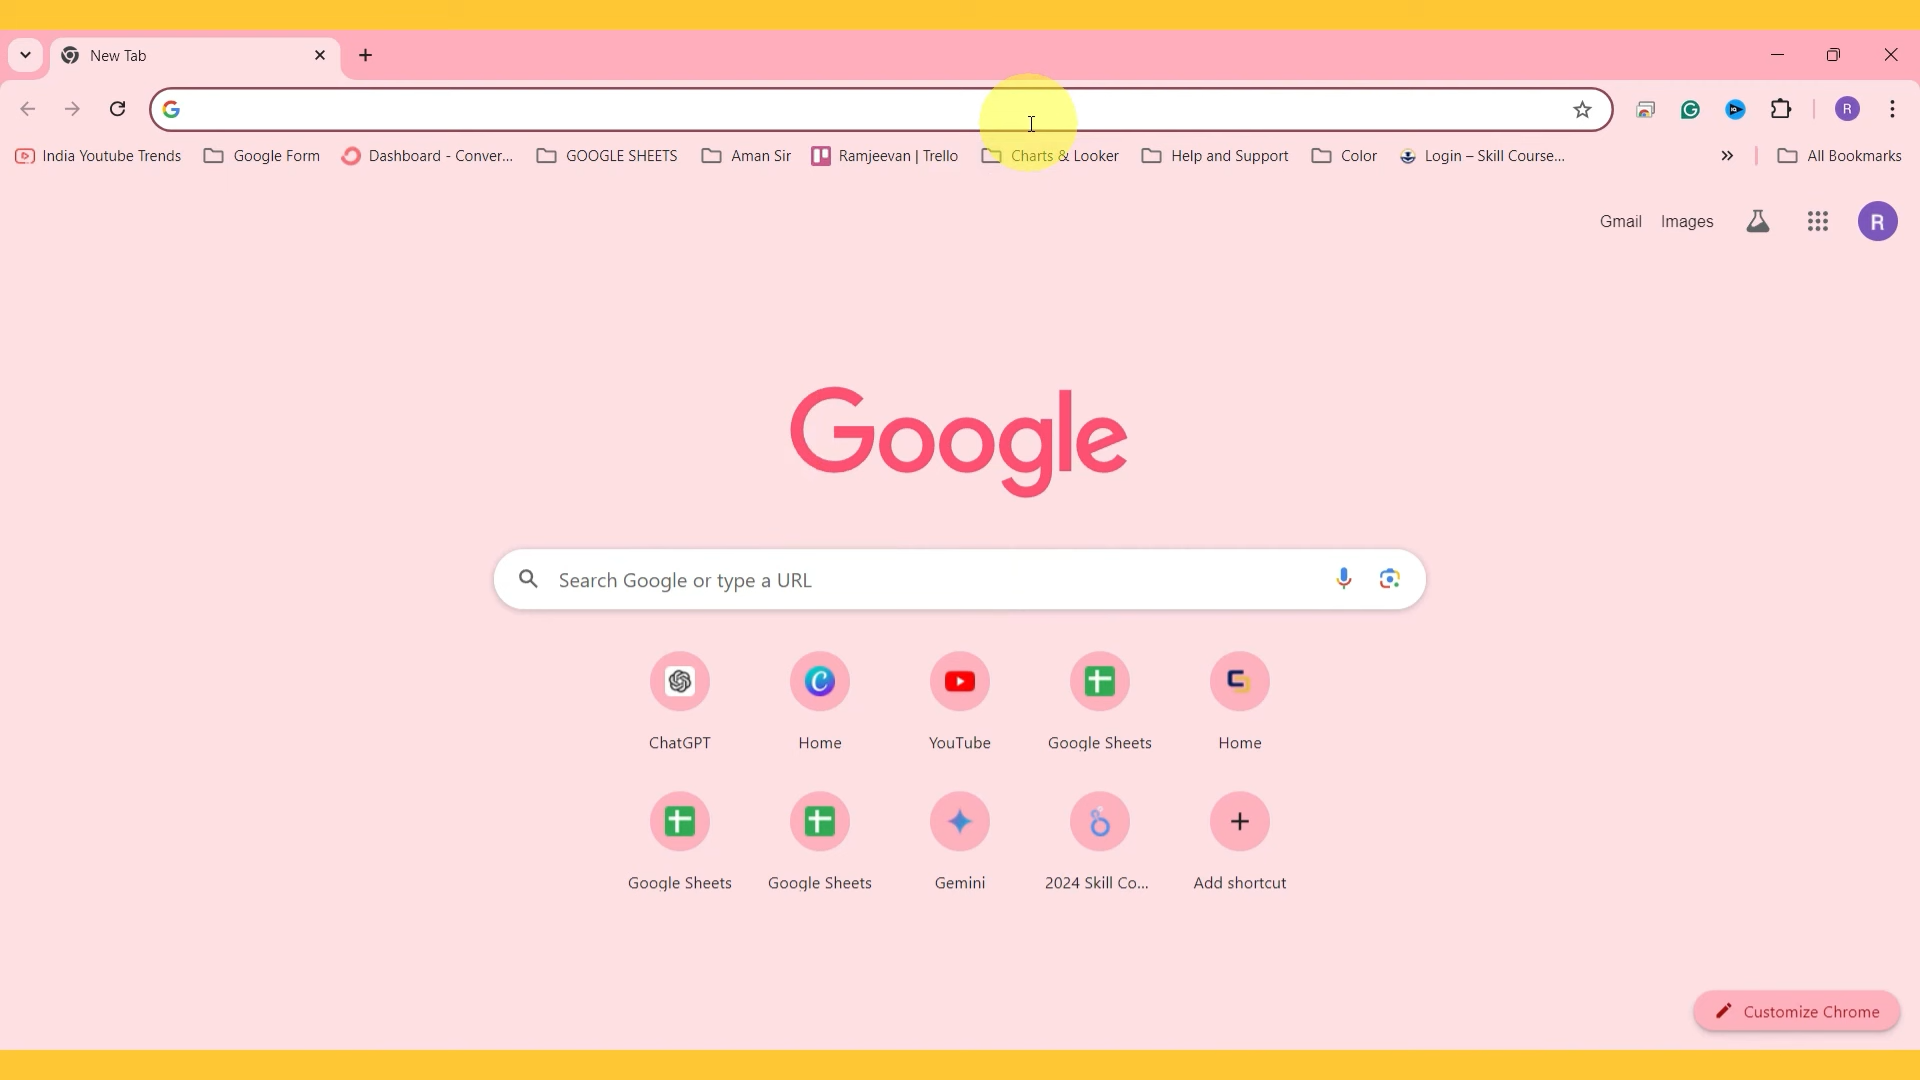 New Tab
India Youtube Trends Google Form Dashboard - Conver... GOOGLE SHEETS Aman Sir Ramjeevan | Trello Charts & Looker Help and Support Color Login – Skill Course... » All Bookmarks
R
Gmail Images R
Google
Search Google or type a URL
ChatGPT Home YouTube Google Sheets Home
Google Sheets Google Sheets Gemini 2024 Skill Co... Add shortcut
Customize Chrome